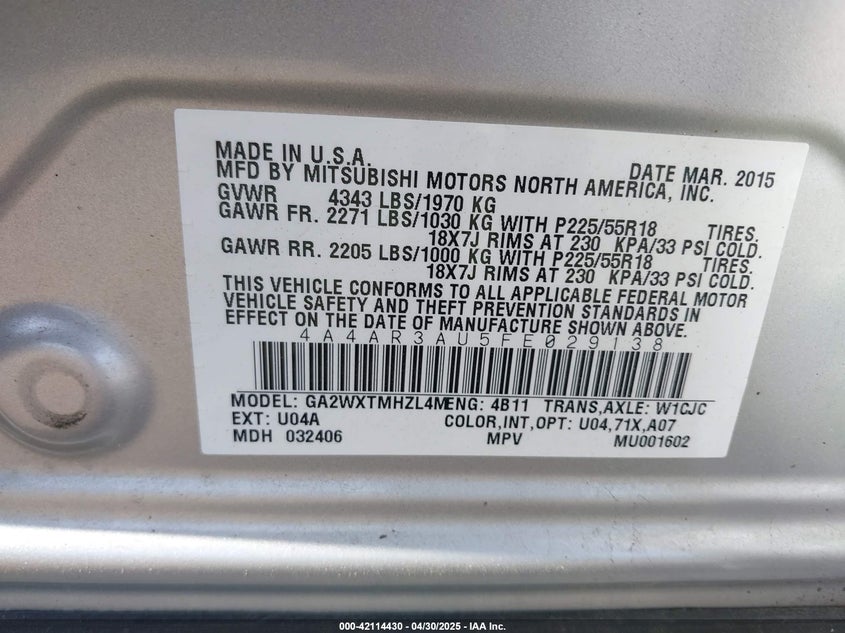 MADE IN U.S.A. DATE MAR. 2015
MFD BY MITSUBISHI MOTORS NORTH AMERICA, INC.
GVWR 4343 LBS/1970 KG
GAWR FR. 2271 LBS/1030 KG WITH P225/55R18 TIRES.
18X7J RIMS AT 230 KPA/33 PSI COLD.
GAWR RR. 2205 LBS/1000 KG WITH P225/55R18 TIRES.
18X7J RIMS AT 230 KPA/33 PSI COLD.
THIS VEHICLE CONFORMS TO ALL APPLICABLE FEDERAL MOTOR
VEHICLE SAFETY AND THEFT PREVENTION STANDARDS IN
EFFECT ON THE DATE OF MANUFACTURE SHOWN ABOVE.
4A4AR3AU5FE029138
MODEL: GA2WXTMHZL4MENG: 4B11 TRANS,AXLE: W1CJC
EXT: U04A COLOR,INT,OPT: U04,71X,A07
MDH 032406 MPV MU001602
000-42114430 - 04/30/2025 - IAA Inc.